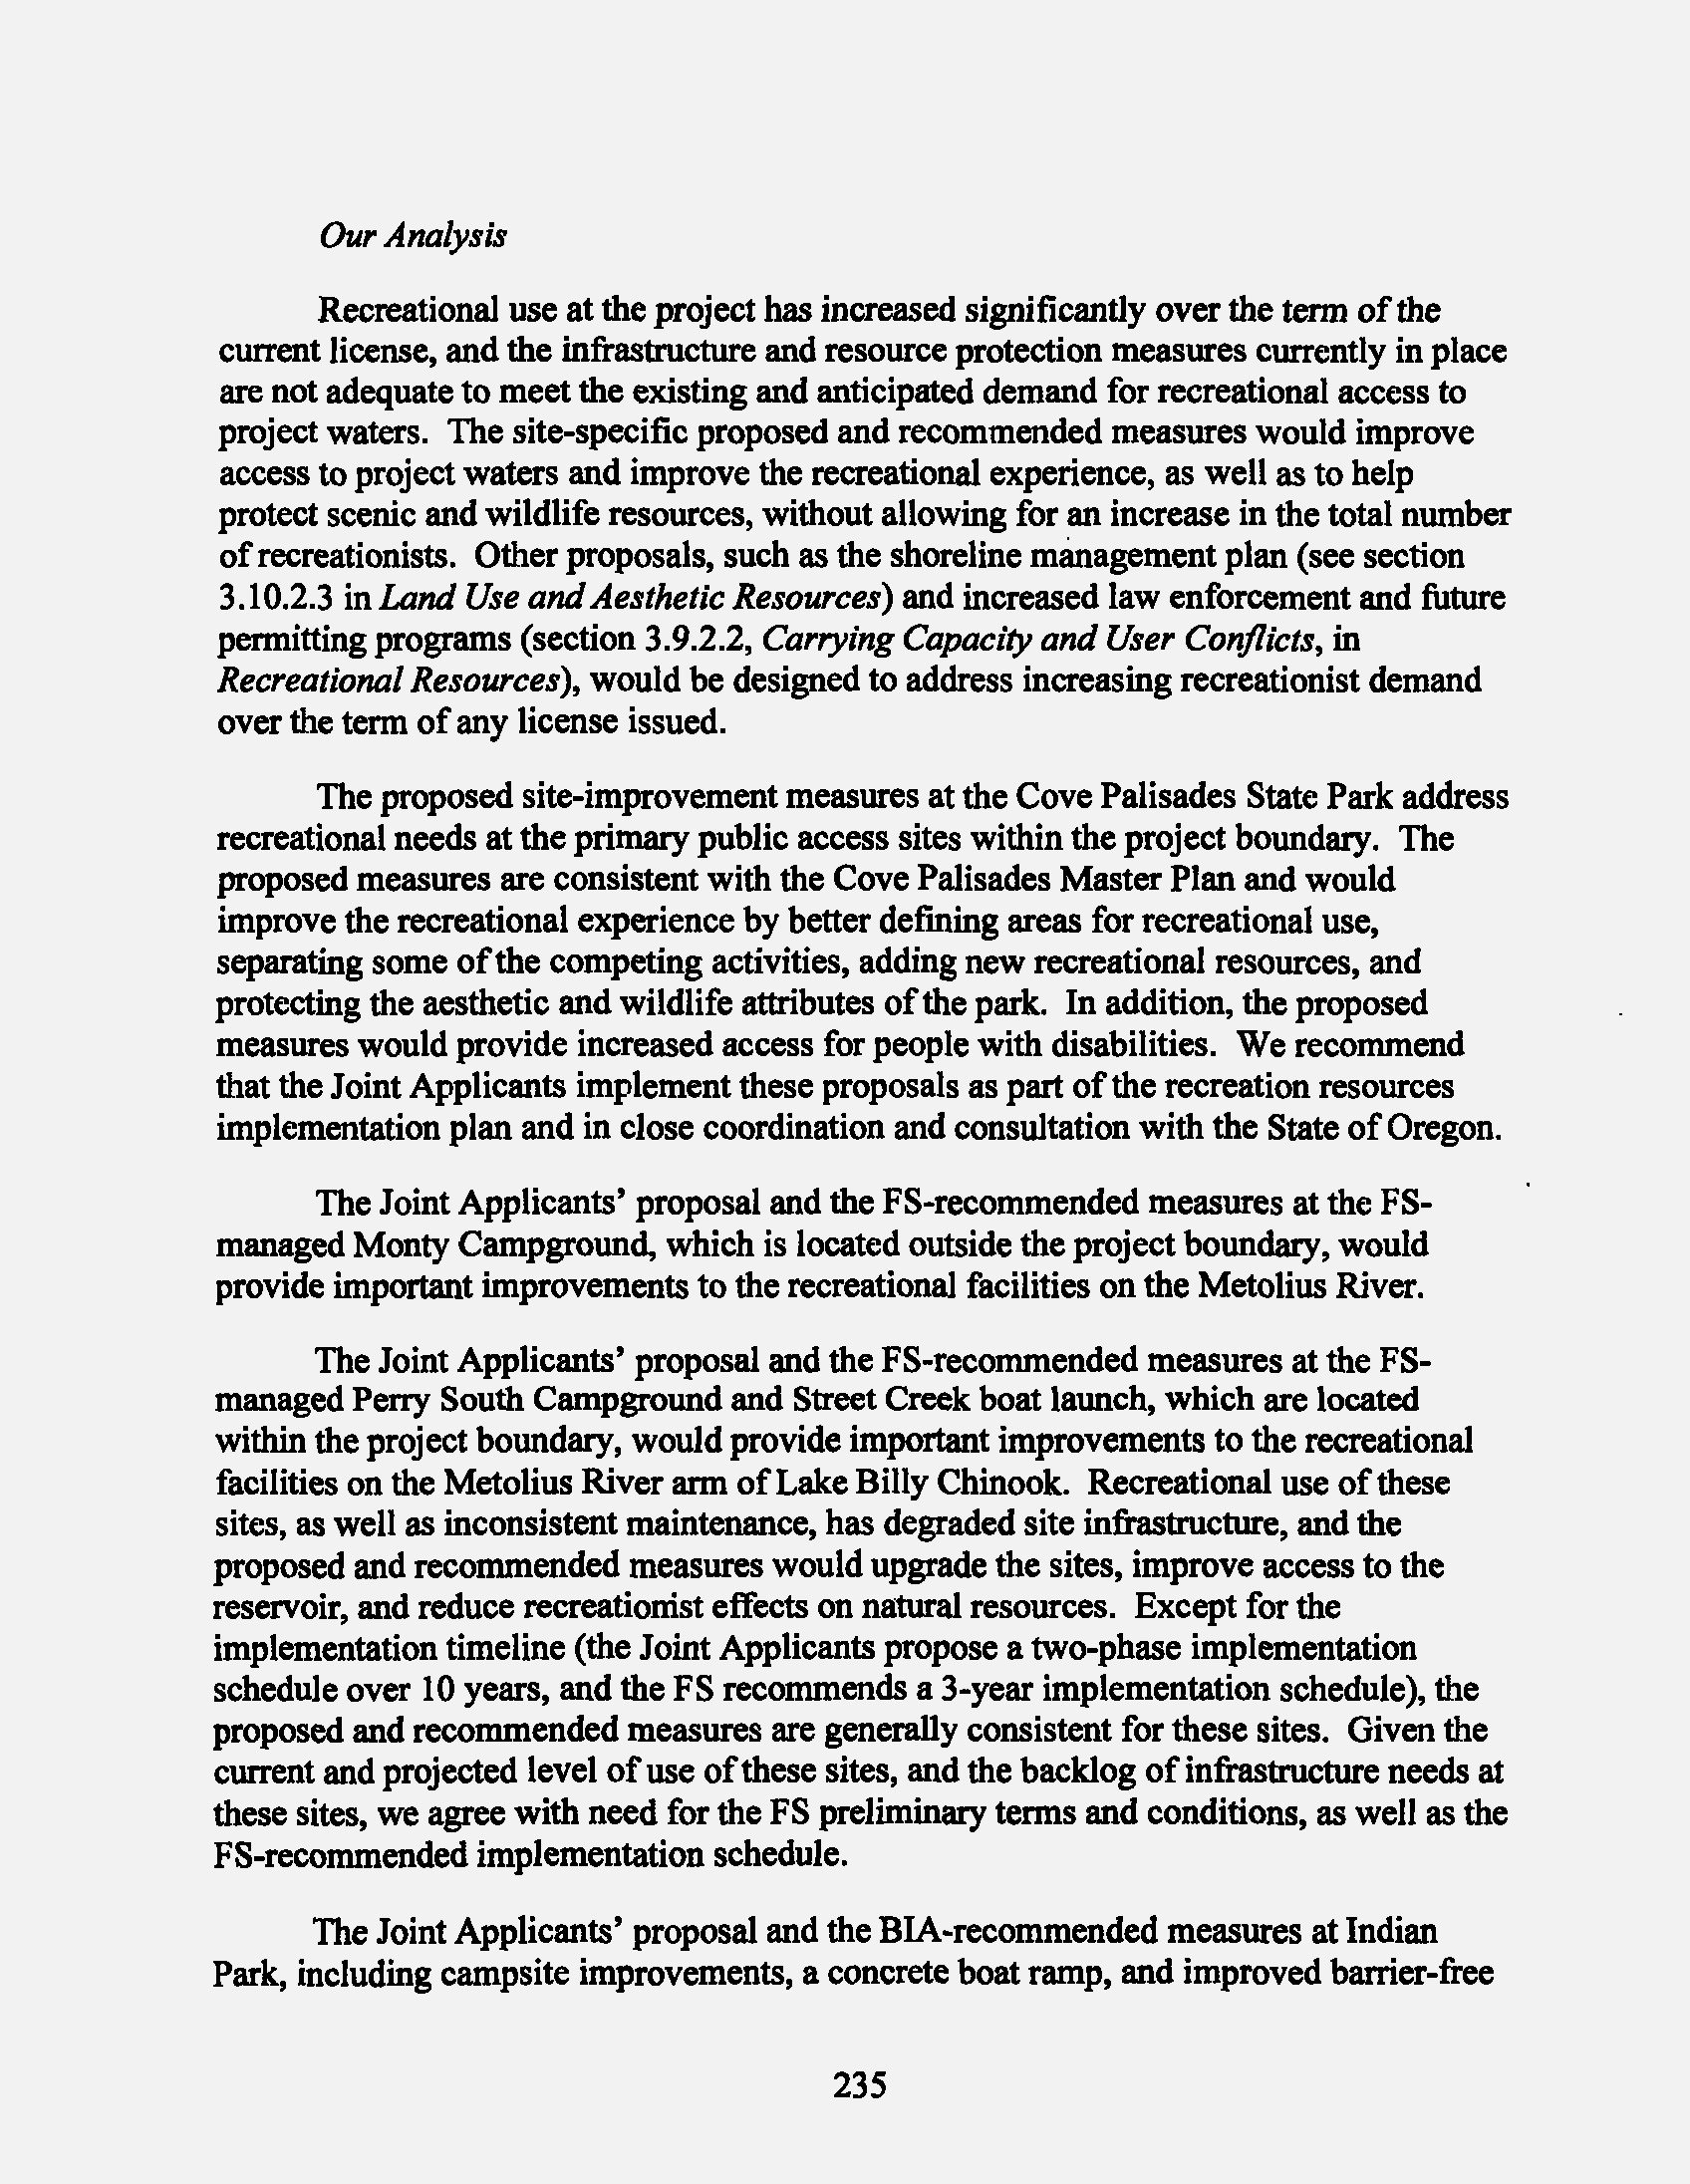 Our Analysis
Recreational use at the project has increased significantly over the term of the
current license, and the infrastructure and resource protection measures currently in place
are not adequate to meet the existing and anticipated demand for recreational access to
project waters. The site-specific proposed and recommended measures would improve
access to project waters and improve the recreational experience, as well as to help
protect scenic and wildlife resources, without allowing for an increase in the total number
of recreationists. Other proposals, such as the shoreline management plan (see section
3.10.2.3 in Land Use and Aesthetic Resources) and increased law enforcement and future
permitting programs (section 3.9.2.2, Carrying Capacity and User Conflicts, in
Recreational Resources), would be designed to address increasing recreationist demand
over the term of any license issued.
The proposed site-improvement measures at the Cove Palisades State Park address
recreational needs at the primary public access sites within the project boundary. The
proposed measures are consistent with the Cove Palisades Master Plan and would
improve the recreational experience by better defining areas for recreational use,
separating some of the competing activities, adding new recreational resources, and
protecting the aesthetic and wildlife attributes of the park. In addition, the proposed
measures would provide increased access for people with disabilities. We recommend
that the Joint Applicants implement these proposals as part of the recreation resources
implementation plan and in close coordination and consultation with the State of Oregon.
The Joint Applicants' proposal and the FS-recommended measures at the FS-
managed Monty Campground, which is located outside the project boundary, would
provide important improvements to the recreational facilities on the Metolius River.
The Joint Applicants' proposal and the FS-recommended measures at the FS-
managed Perry South Campground and Street Creek boat launch, which are located
within the project boundary, would provide important improvements to the recreational
facilities on the Metolius River arm of Lake Billy Chinook. Recreational use of these
sites, as well as inconsistent maintenance, has degraded site infrastructure, and the
proposed and recommended measures would upgrade the sites, improve access to the
reservoir, and reduce recreationist effects on natural resources. Except for the
implementation timeline (the Joint Applicants propose a two-phase implementation
schedule over 10 years, and the FS recommends a 3-year implementation schedule), the
proposed and recommended measures are generally consistent for these sites. Given the
current and projected level of use of these sites, and the backlog of infrastructure needs at
these sites, we agree with need for the FS preliminary terms and conditions, as well as the
FS-recommended implementation schedule.
The Joint Applicants' proposal and the BIA-recommended measures at Indian
Park, including campsite improvements, a concrete boat ramp, and improved barrier-free
235